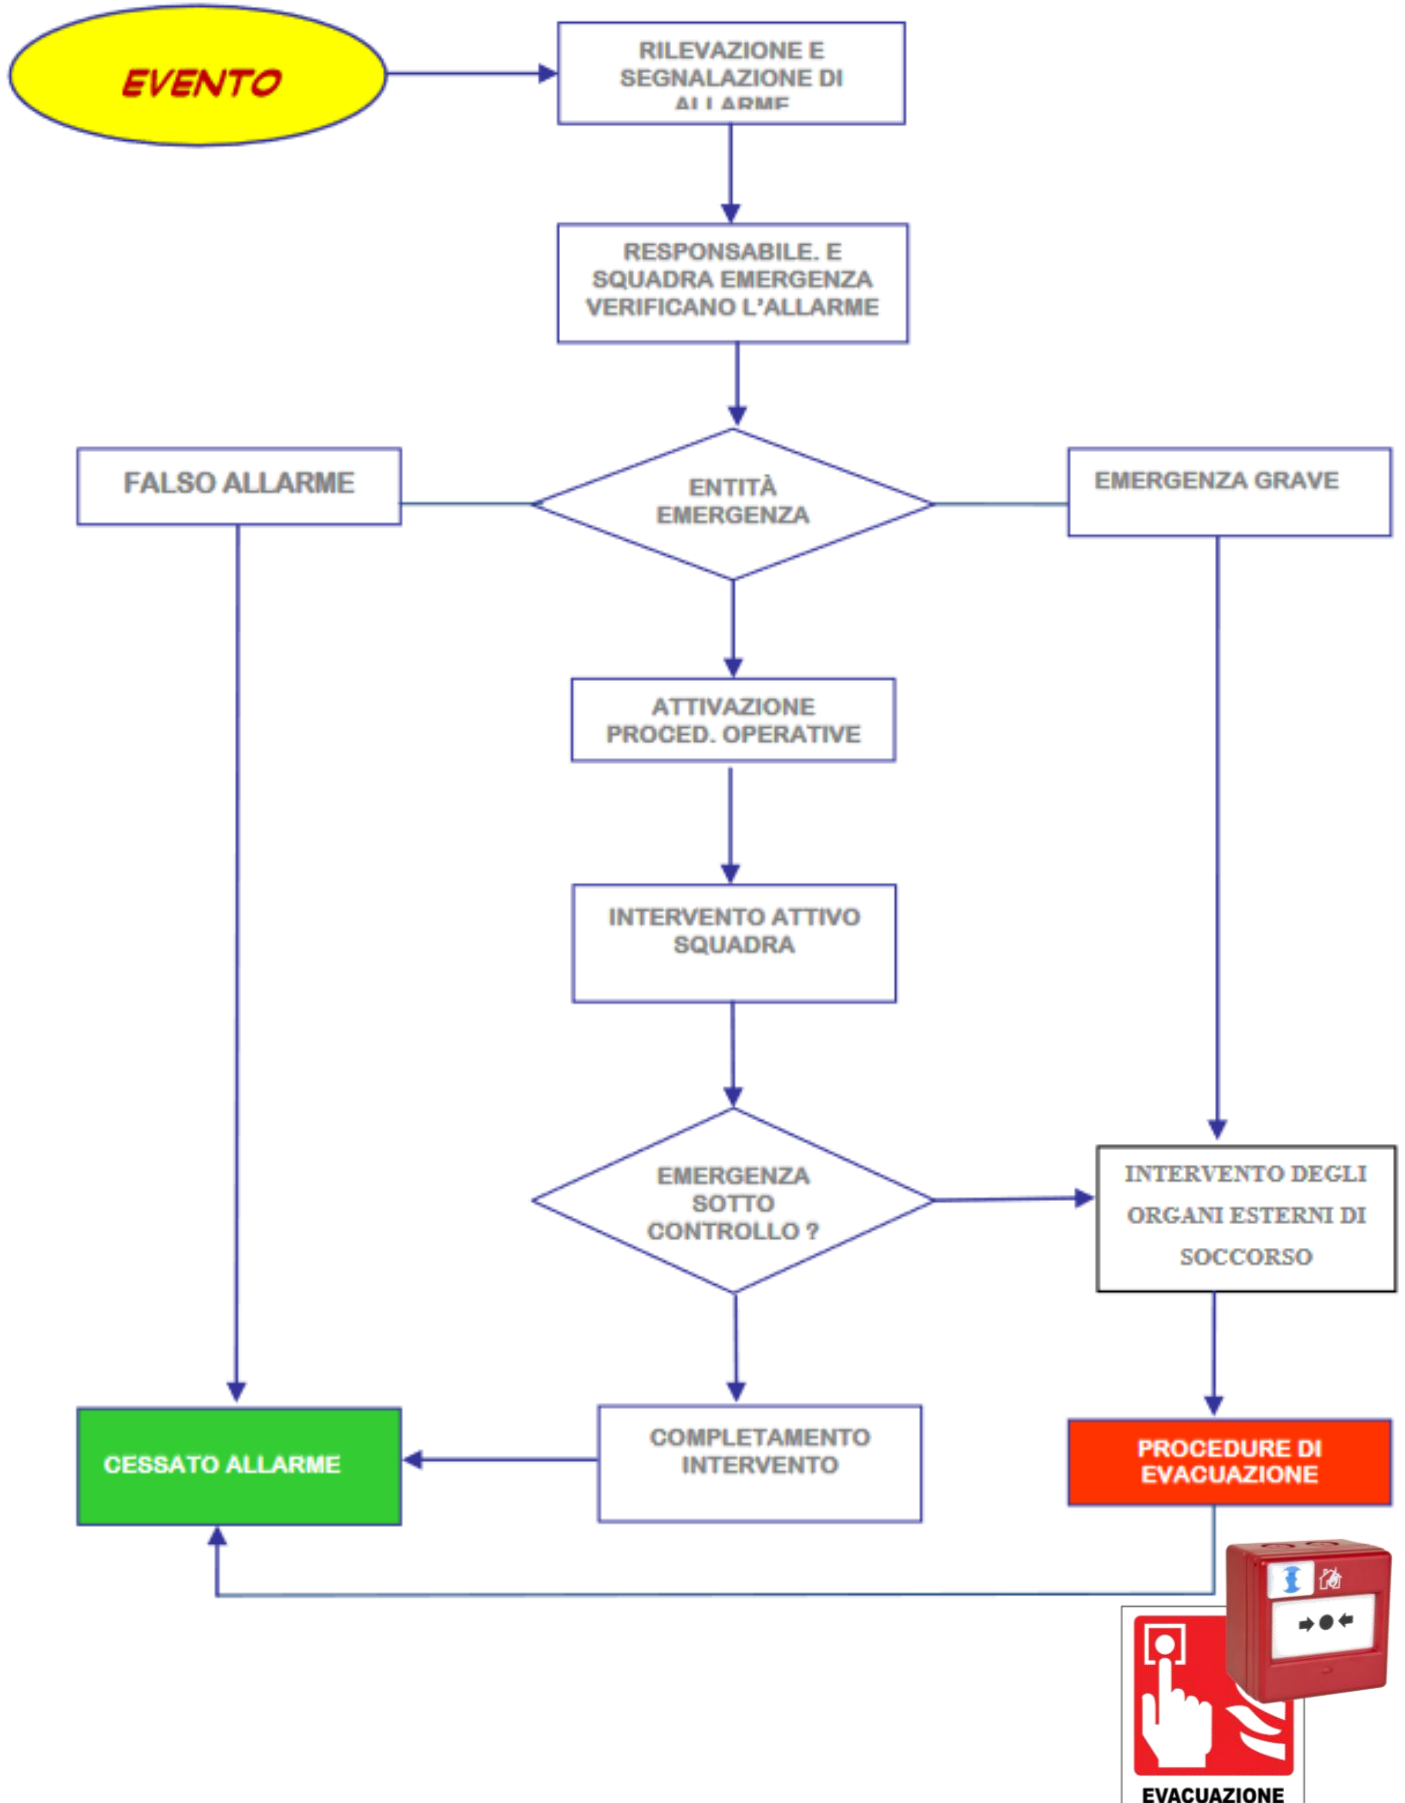 EVENTO
RILEVAZIONE E
SEGNALAZIONE DI
ALLARME
RESPONSABILE. E
SQUADRA EMERGENZA
VERIFICANO L'ALLARME
FALSO ALLARME
ENTITÀ
EMERGENZA
EMERGENZA GRAVE
ATTIVAZIONE
PROCED. OPERATIVE
INTERVENTO ATTIVO
SQUADRA
EMERGENZA
SOTTO
CONTROLLO ?
INTERVENTO DEGLI
ORGANI ESTERNI DI
SOCCORSO
CESSATO ALLARME
COMPLETAMENTO
INTERVENTO
PROCEDURE DI
EVACUAZIONE
EVACUAZIONE